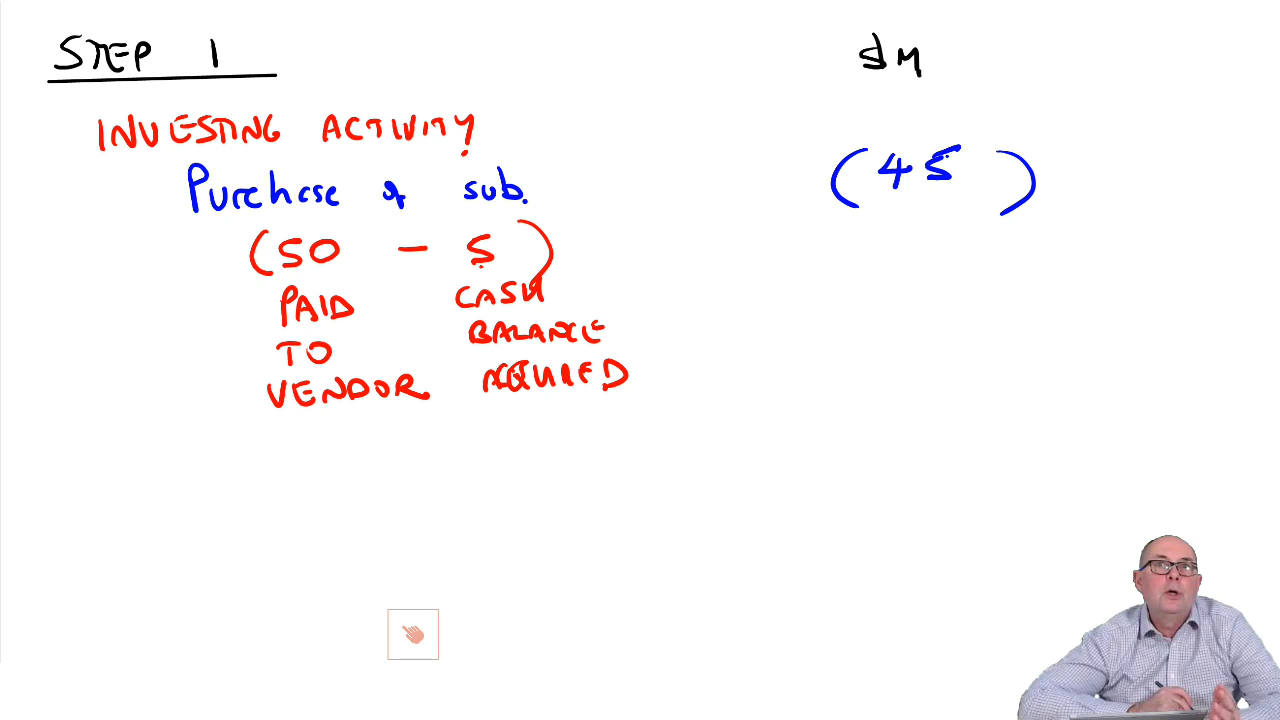 STEP 1
$M
INVESTING ACTIVITY
Purchase of sub.
(45)
(50 - 5)
PAID TO VENDOR
CASH BALANCE ACQUIRED